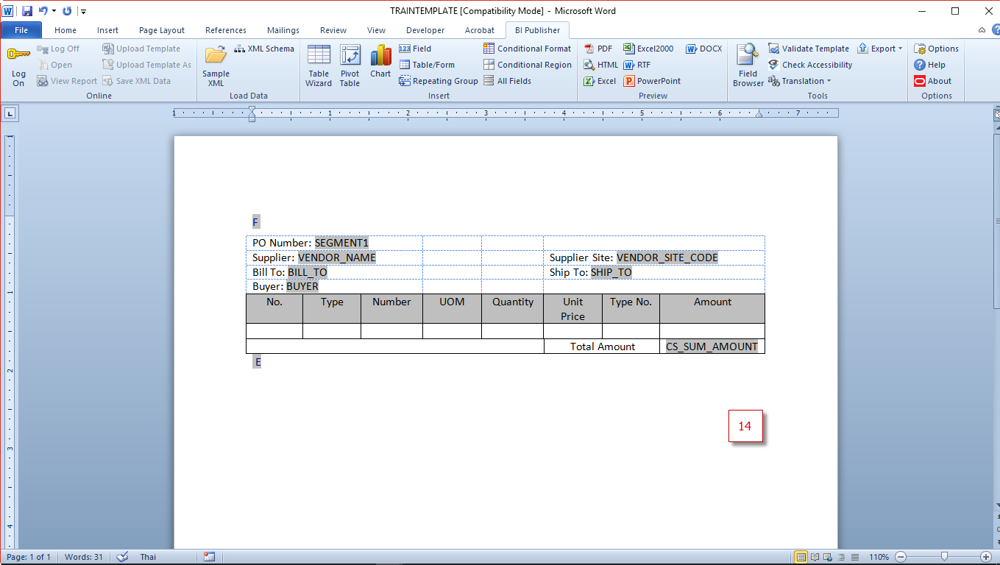 TRAINTEMPLATE [Compatibility Mode] - Microsoft Word
File Home Insert Page Layout References Mailings Review View Developer Acrobat BI Publisher
Log On
Log Off
Open
View Report
Upload Template
Upload Template As
Save XML Data
Online
Sample XML
XML Schema
Load Data
Table Wizard
Pivot Table
Chart
Field
Table/Form
Repeating Group
Conditional Format
Conditional Region
All Fields
Insert
PDF
HTML
Excel
Excel2000
RTF
PowerPoint
DOCX
Preview
Field Browser
Validate Template
Check Accessibility
Translation
Export
Tools
Options
Help
About
Options
1 1 2 3 4 5 6 7
F
PO Number: SEGMENT1
Supplier: VENDOR_NAME Supplier Site: VENDOR_SITE_CODE
Bill To: BILL_TO Ship To: SHIP_TO
Buyer: BUYER
No. Type Number UOM Quantity Unit Price Type No. Amount
Total Amount CS_SUM_AMOUNT
E
14
1
1
2
3
4
Page: 1 of 1 Words: 31 Thai 110%